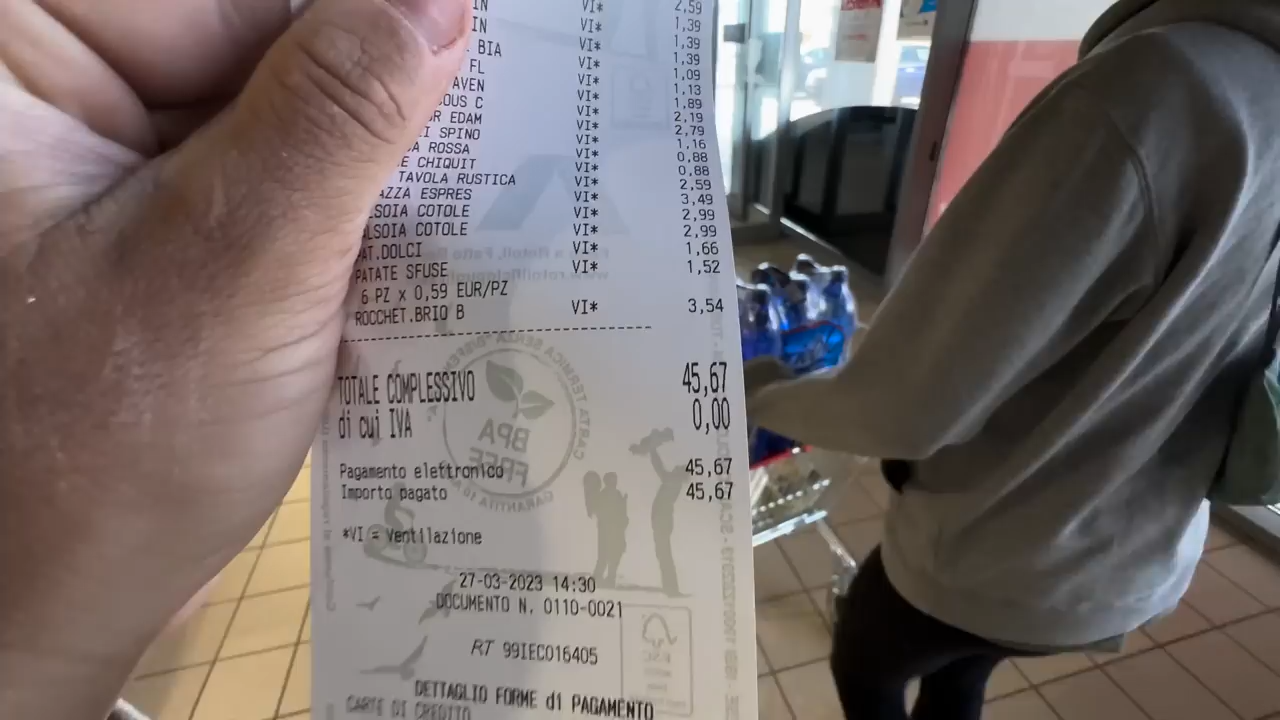 IN VI* 2,59
IN VI* 1,39
BIA VI* 1,39
FL VI* 1,39
AVEN VI* 1,09
OUS C VI* 1,13
R EDAM VI* 1,89
I SPINO VI* 2,19
A ROSSA VI* 2,79
E CHIQUIT VI* 1,16
TAVOLA RUSTICA VI* 0,88
AZZA ESPRES VI* 0,88
LSOIA COTOLE VI* 2,59
LSOIA COTOLE VI* 3,49
PAT.DOLCI VI* 2,99
PATATE SFUSE VI* 2,99
1,66
1,52
6 PZ x 0,59 EUR/PZ
ROCCHET.BRIO B VI* 3,54
TOTALE COMPLESSIVO 45,67
di cui IVA 0,00
Pagamento elettronico 45,67
Importo pagato 45,67
*VI = Ventilazione
27-03-2023 14:30
DOCUMENTO N. 0110-0021
RT 99IEC016405
DETTAGLIO FORME di PAGAMENTO
CARTE DI CREDITO
BPA
FREE